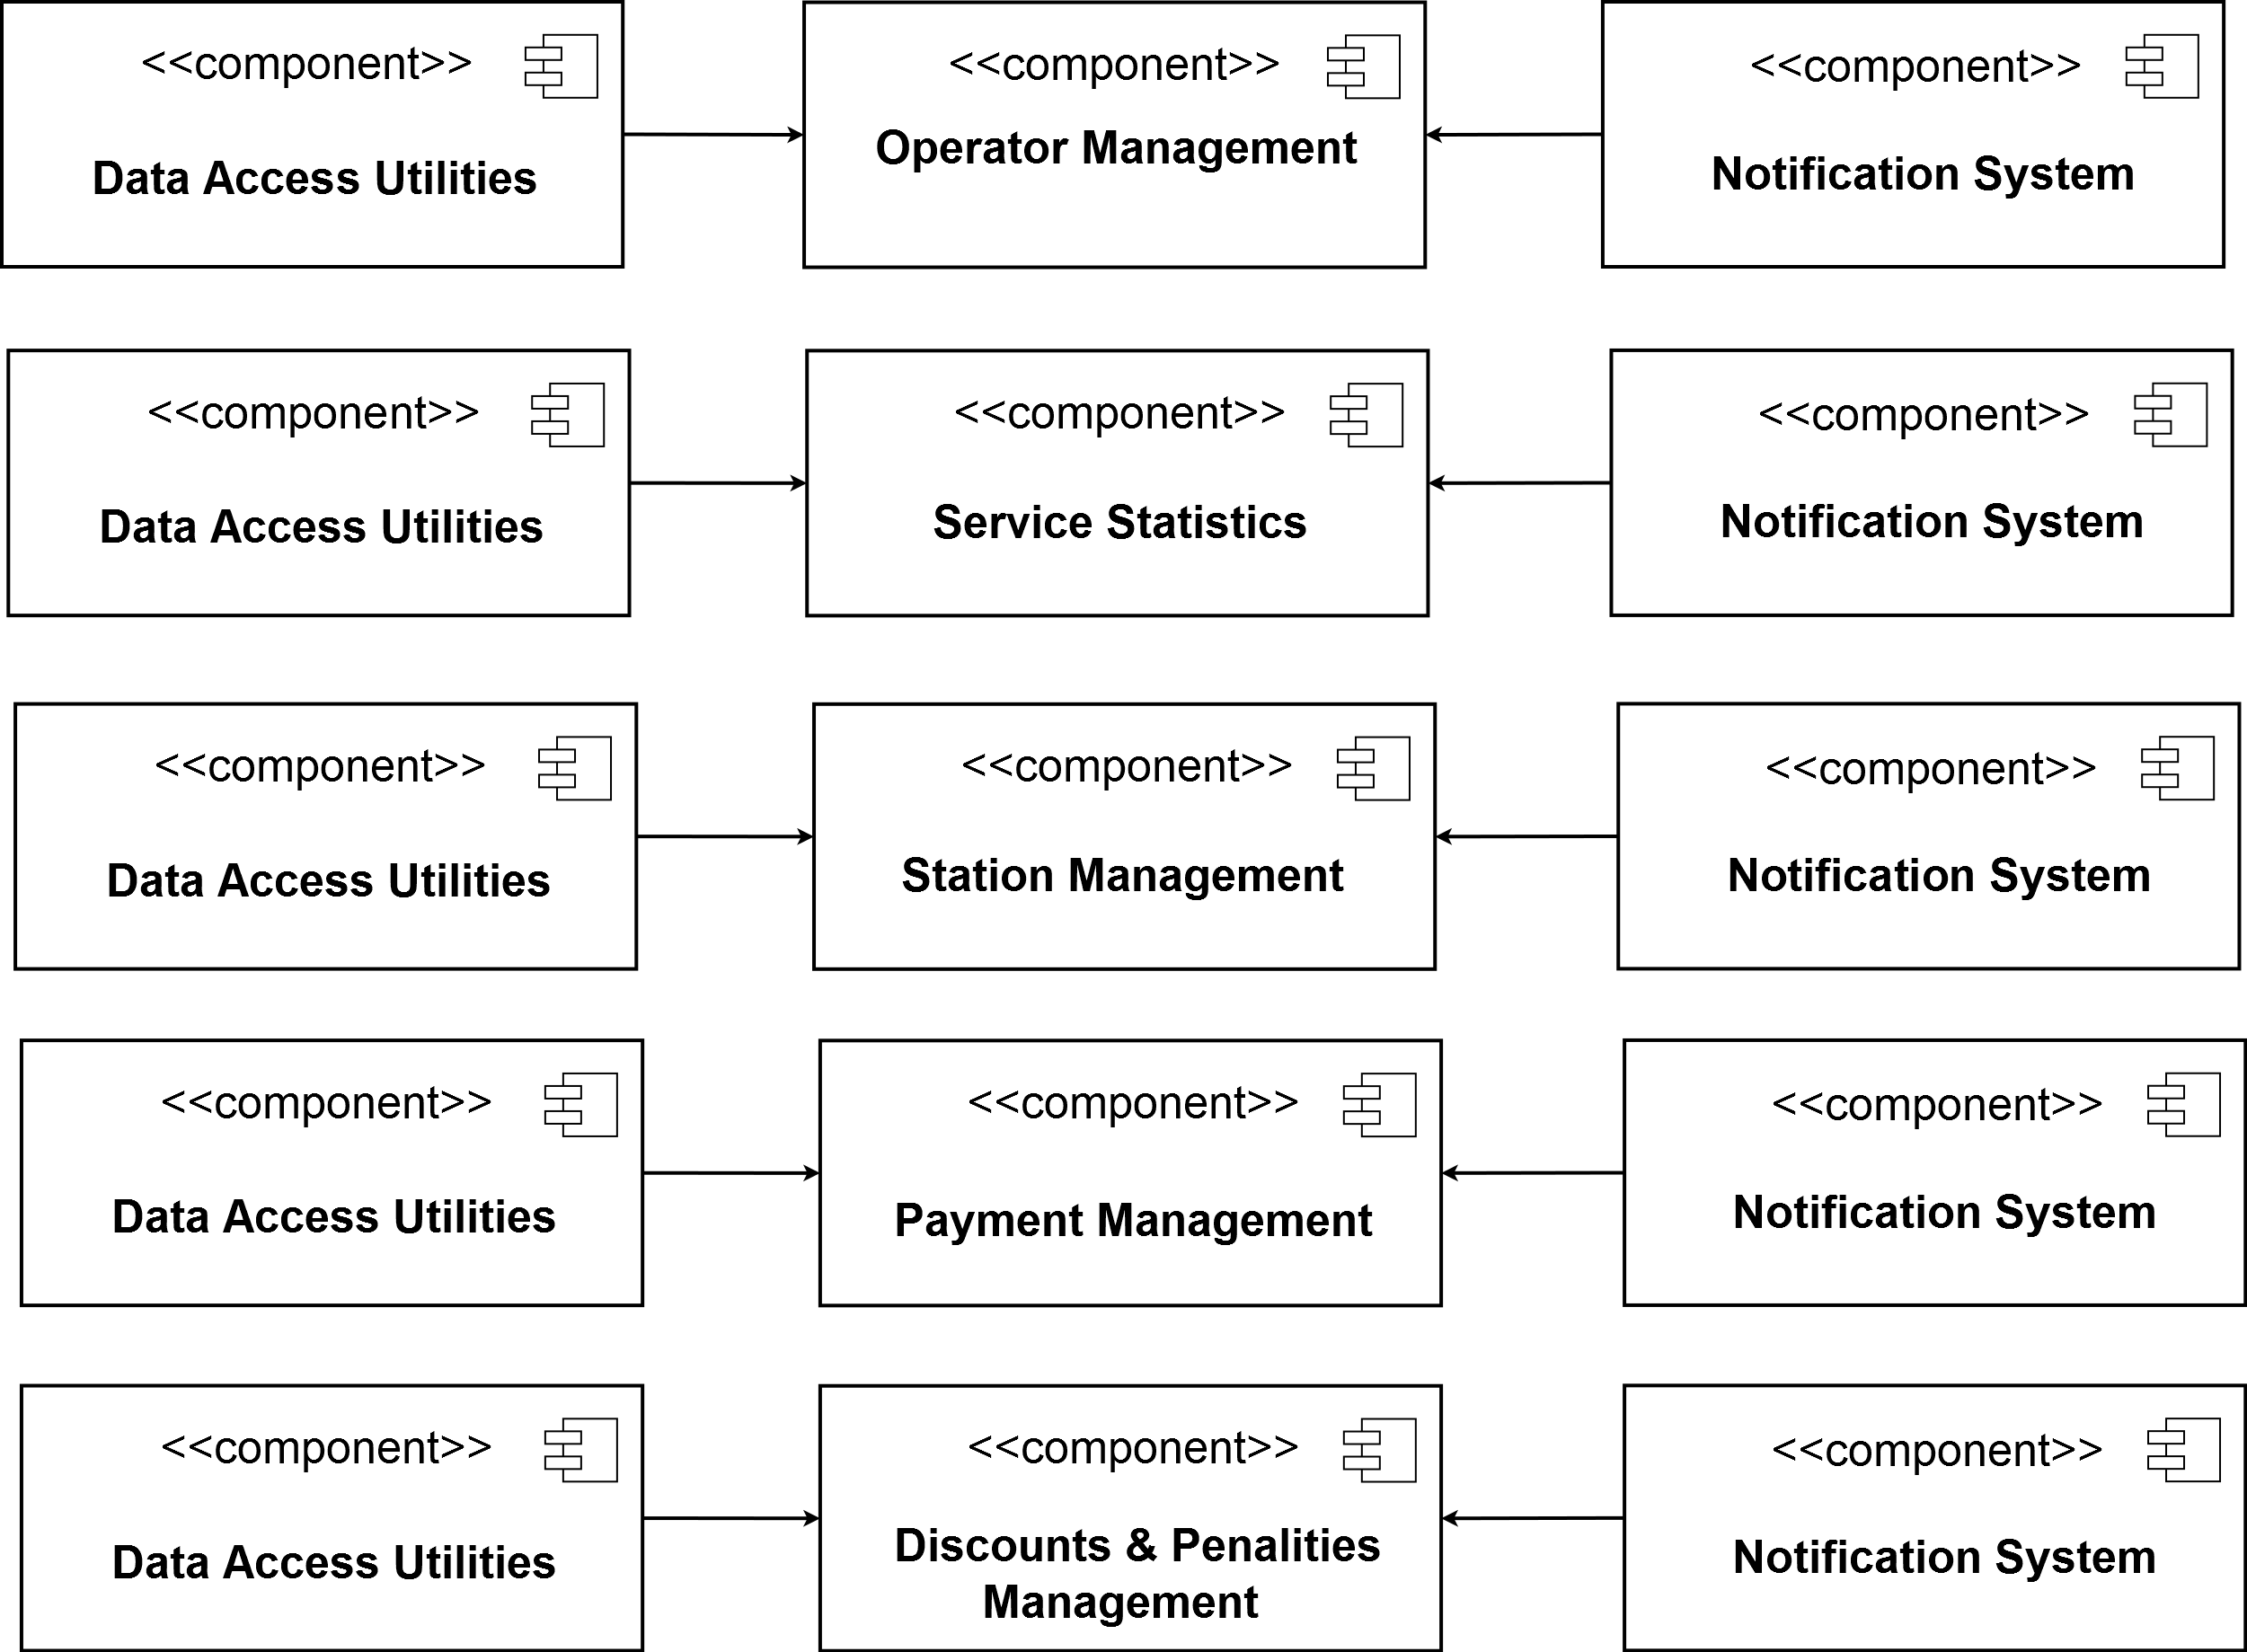 <<component>>
Data Access Utilities
<<component>>
Operator Management
<<component>>
Notification System
<<component>>
Data Access Utilities
<<component>>
Service Statistics
<<component>>
Notification System
<<component>>
Data Access Utilities
<<component>>
Station Management
<<component>>
Notification System
<<component>>
Data Access Utilities
<<component>>
Payment Management
<<component>>
Notification System
<<component>>
Data Access Utilities
<<component>>
Discounts & Penalities
Management
<<component>>
Notification System